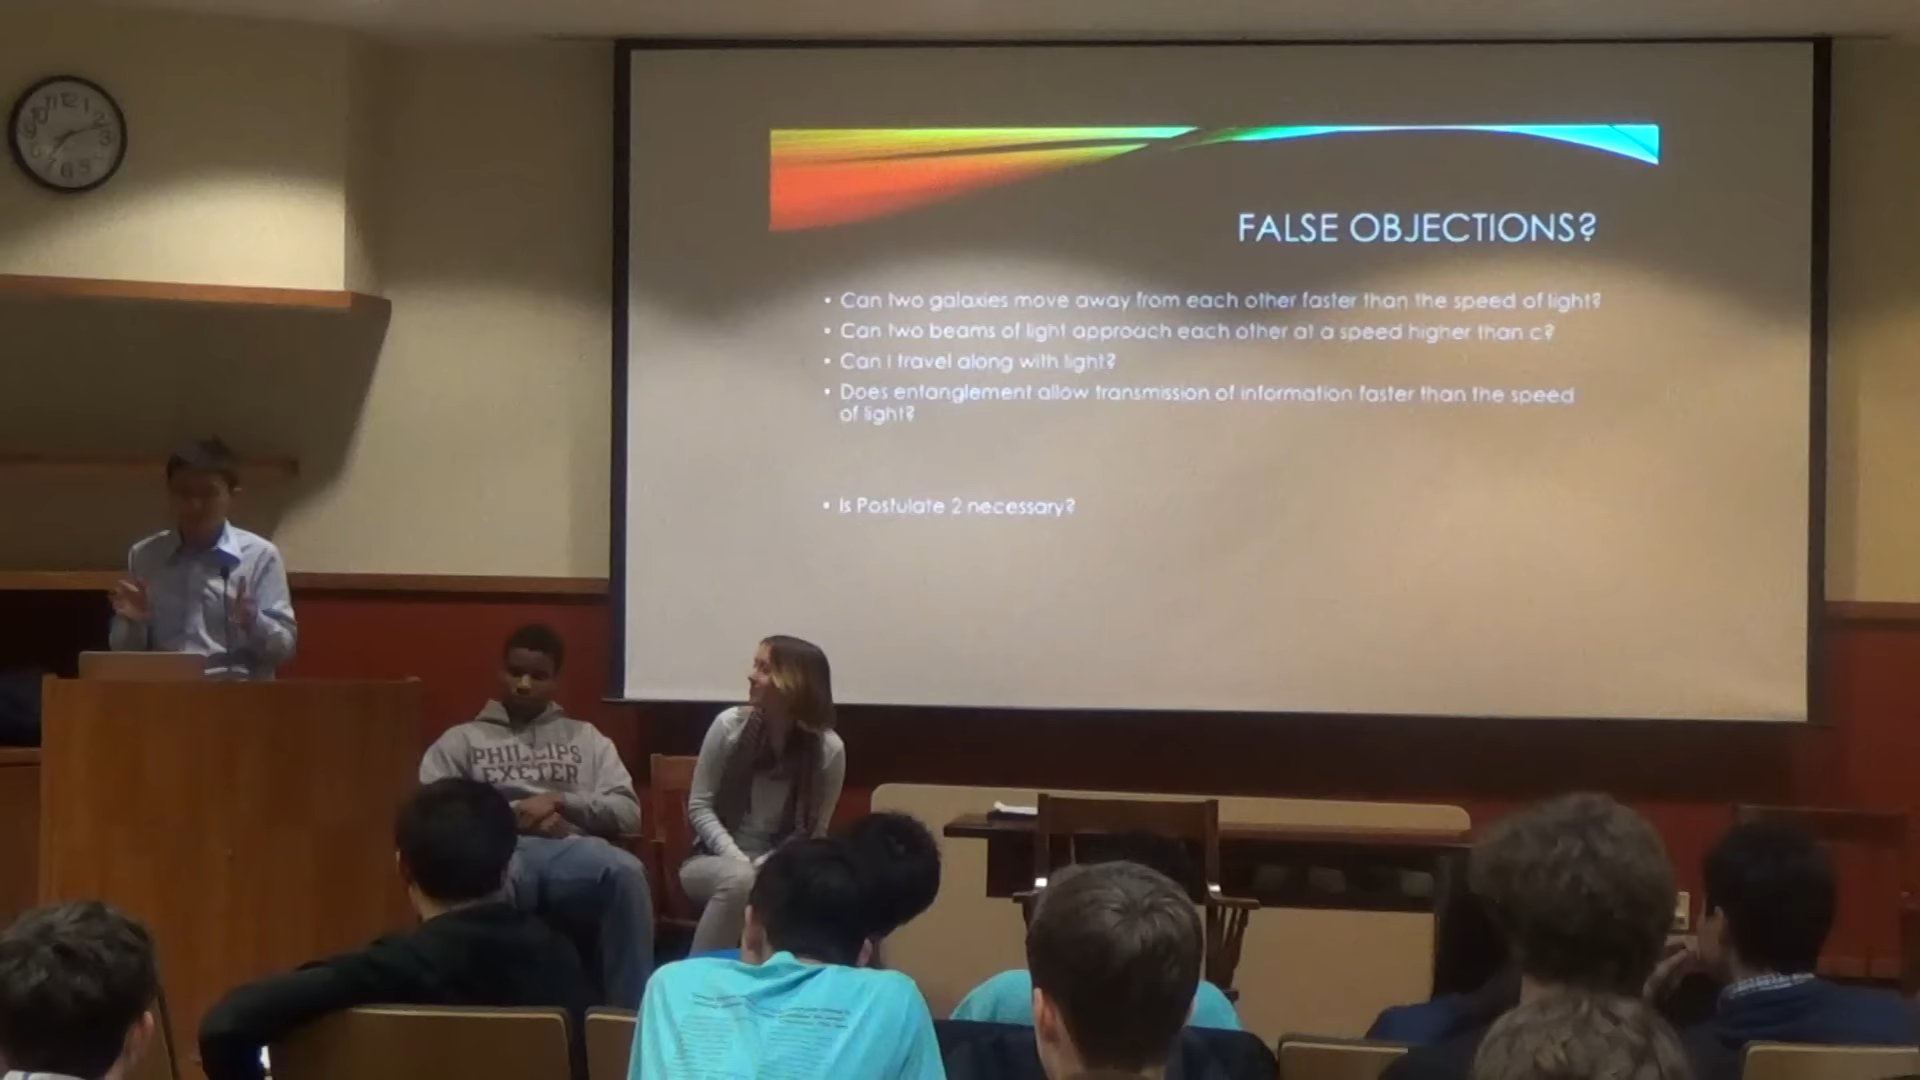 FALSE OBJECTIONS?
• Can two galaxies move away from each other faster than the speed of light?
• Can two beams of light approach each other at a speed higher than c?
• Can I travel along with light?
• Does entanglement allow transmission of information faster than the speed
of light?
• Is Postulate 2 necessary?
PHILLIPS
EXETER